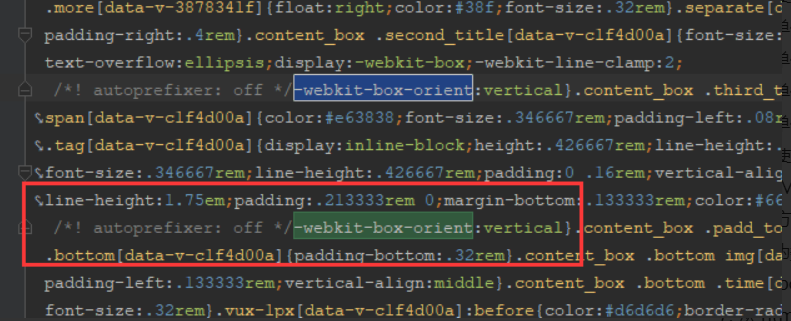 .more[data-v-3878341f]{float:right;color:#38f;font-size:.32rem}.separate[d
padding-right:.4rem}.content_box .second_title[data-v-c1f4d00a]{font-size:
text-overflow:ellipsis;display:-webkit-box;-webkit-line-clamp:2;
/*! autoprefixer: off */-webkit-box-orient:vertical}.content_box .third_t
span[data-v-c1f4d00a]{color:#e63838;font-size:.346667rem;padding-left:.08r
.tag[data-v-c1f4d00a]{display:inline-block;height:.426667rem;line-height:.
font-size:.346667rem;line-height:.426667rem;padding:0 .16rem;vertical-alig
line-height:1.75em;padding:.213333rem 0;margin-bottom:.133333rem;color:#66
/*! autoprefixer: off */-webkit-box-orient:vertical}.content_box .padd_to
.bottom[data-v-c1f4d00a]{padding-bottom:.32rem}.content_box .bottom img[da
padding-left:.133333rem;vertical-align:middle}.content_box .bottom .time[d
font-size:.32rem}.vux-1px[data-v-c1f4d00a]:before{color:#d6d6d6;border-rad